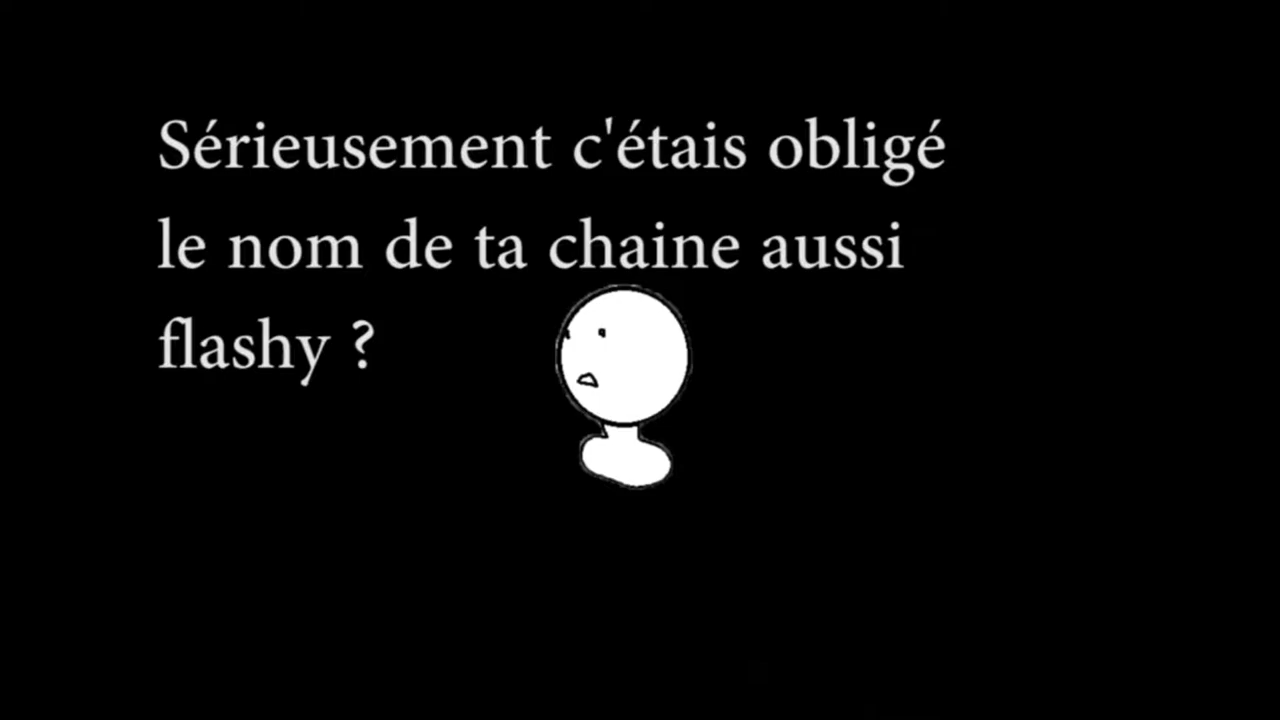 Sérieusement c'étais obligé
le nom de ta chaine aussi
flashy ?